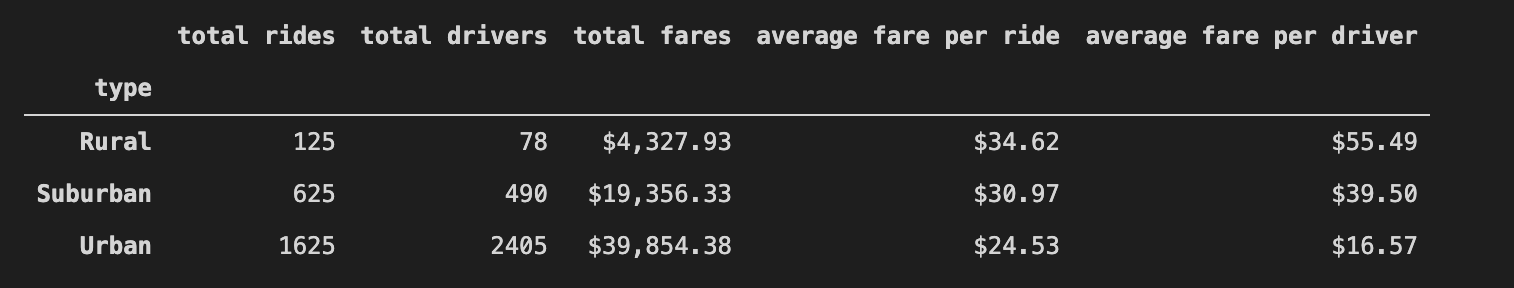 total rides total drivers total fares average fare per ride average fare per driver
type
Rural 125 78 $4,327.93 $34.62 $55.49
Suburban 625 490 $19,356.33 $30.97 $39.50
Urban 1625 2405 $39,854.38 $24.53 $16.57